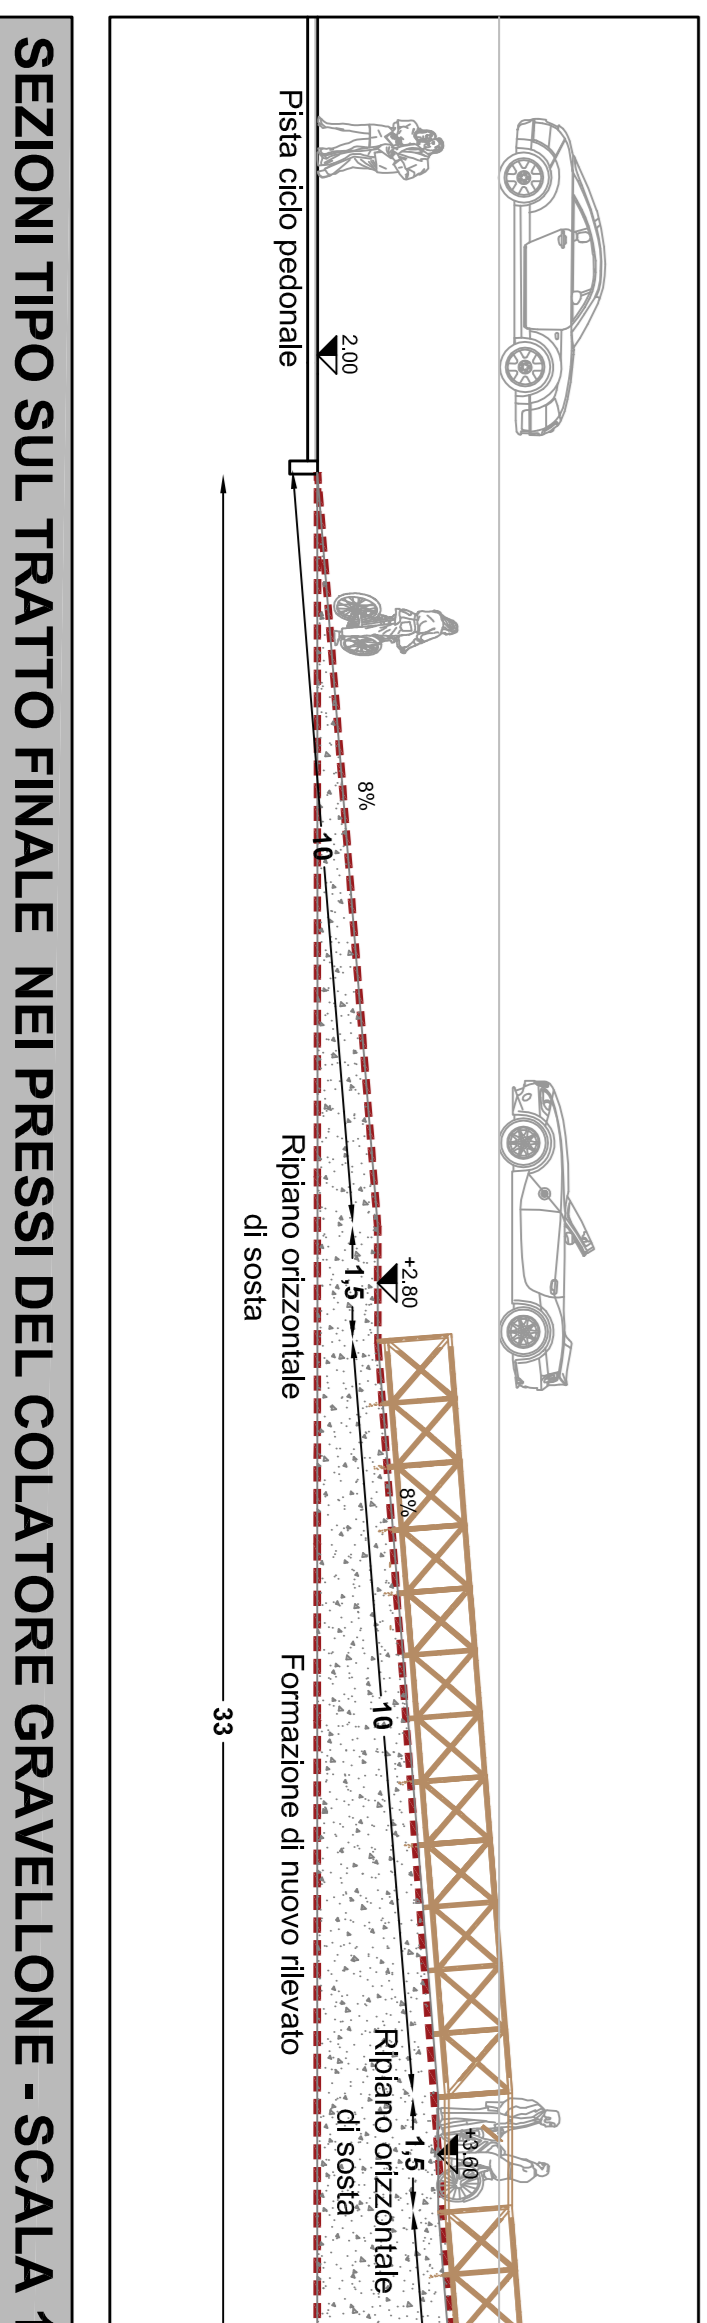 SEZIONI TIPO SUL TRATTO FINALE NEI PRESSI DEL COLATORE GRAVELLONE - SCALA 1
Pista ciclo pedonale
2.00
8%
10
Ripiano orizzontale
di sosta
1,5
+2.80
8%
10
Formazione di nuovo rilevato
33
Ripiano orizzontale
di sosta
1,5
+3.60